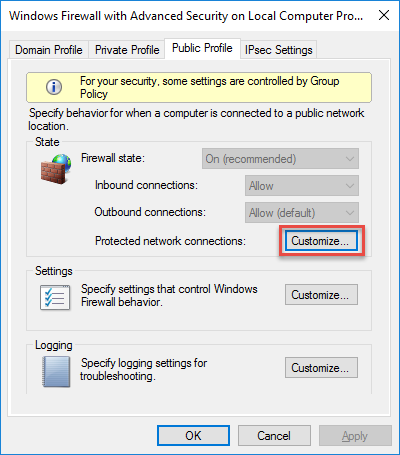 Windows Firewall with Advanced Security on Local Computer Pro...
Domain Profile Private Profile Public Profile IPsec Settings
For your security, some settings are controlled by Group
Policy
Specify behavior for when a computer is connected to a public network
location.
State
Firewall state: On (recommended)
Inbound connections: Allow
Outbound connections: Allow (default)
Protected network connections: Customize...
Settings
Specify settings that control Windows
Firewall behavior.
Customize...
Logging
Specify logging settings for
troubleshooting.
Customize...
OK Cancel Apply